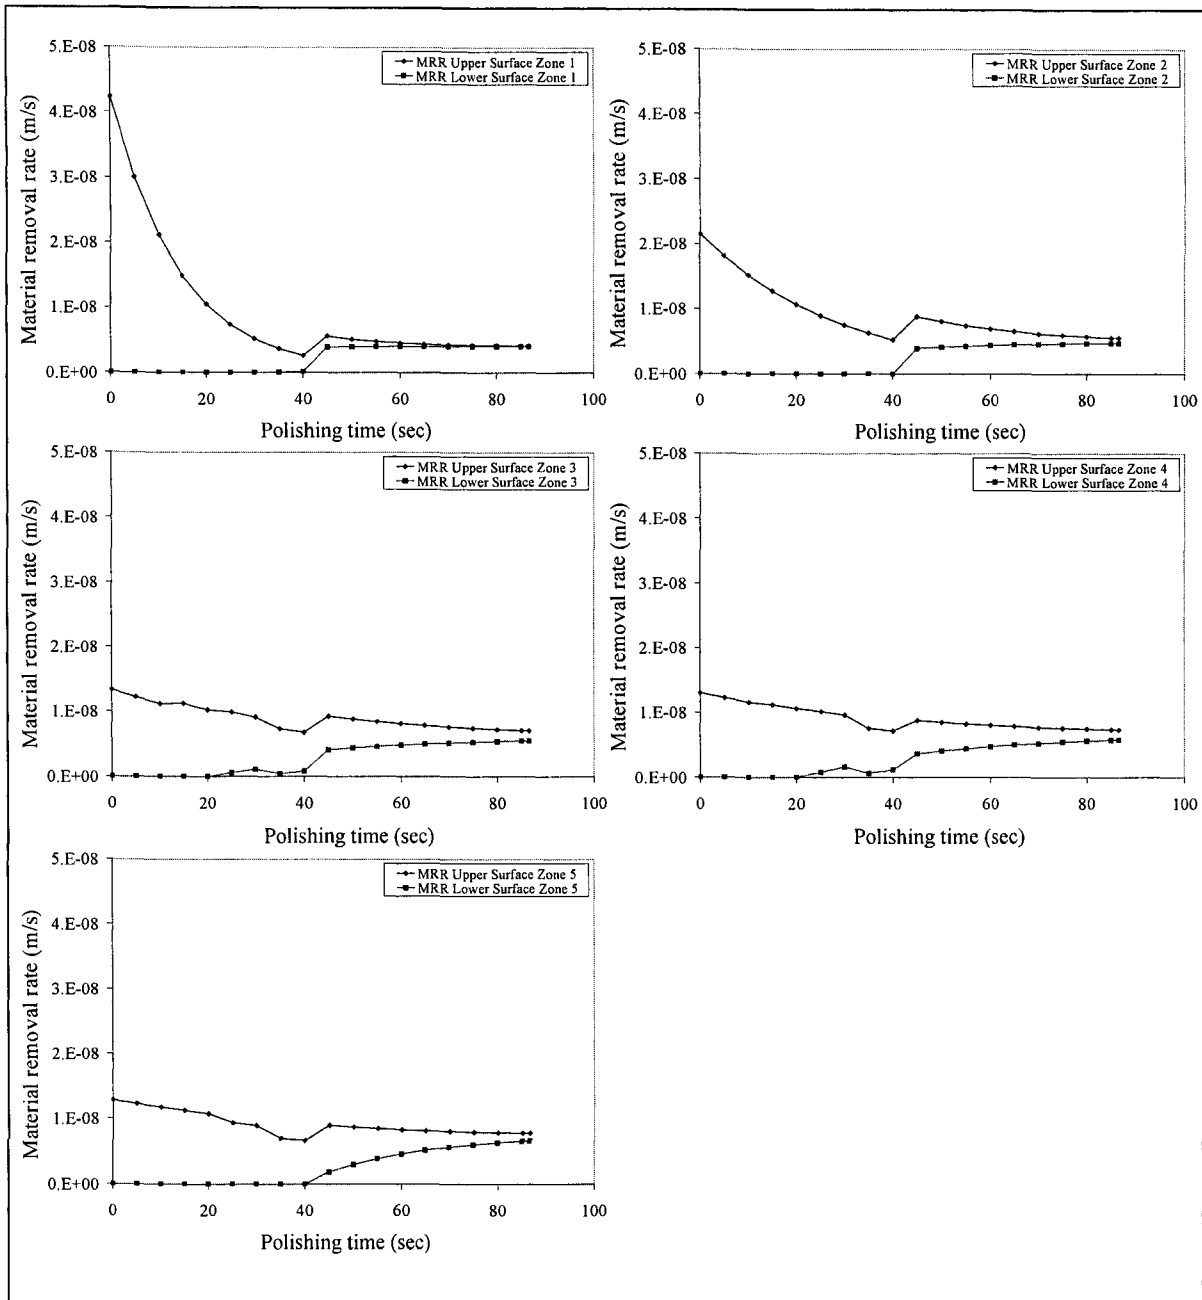 5.E-08
4.E-08
3.E-08
2.E-08
1.E-08
0.E+00
Material removal rate (m/s)
MRR Upper Surface Zone 1
MRR Lower Surface Zone 1
0 20 40 60 80 100
Polishing time (sec)
5.E-08
4.E-08
3.E-08
2.E-08
1.E-08
0.E+00
Material removal rate (m/s)
MRR Upper Surface Zone 2
MRR Lower Surface Zone 2
0 20 40 60 80 100
Polishing time (sec)
5.E-08
4.E-08
3.E-08
2.E-08
1.E-08
0.E+00
Material removal rate (m/s)
MRR Upper Surface Zone 3
MRR Lower Surface Zone 3
0 20 40 60 80 100
Polishing time (sec)
5.E-08
4.E-08
3.E-08
2.E-08
1.E-08
0.E+00
Material removal rate (m/s)
MRR Upper Surface Zone 4
MRR Lower Surface Zone 4
0 20 40 60 80 100
Polishing time (sec)
5.E-08
4.E-08
3.E-08
2.E-08
1.E-08
0.E+00
Material removal rate (m/s)
MRR Upper Surface Zone 5
MRR Lower Surface Zone 5
0 20 40 60 80 100
Polishing time (sec)